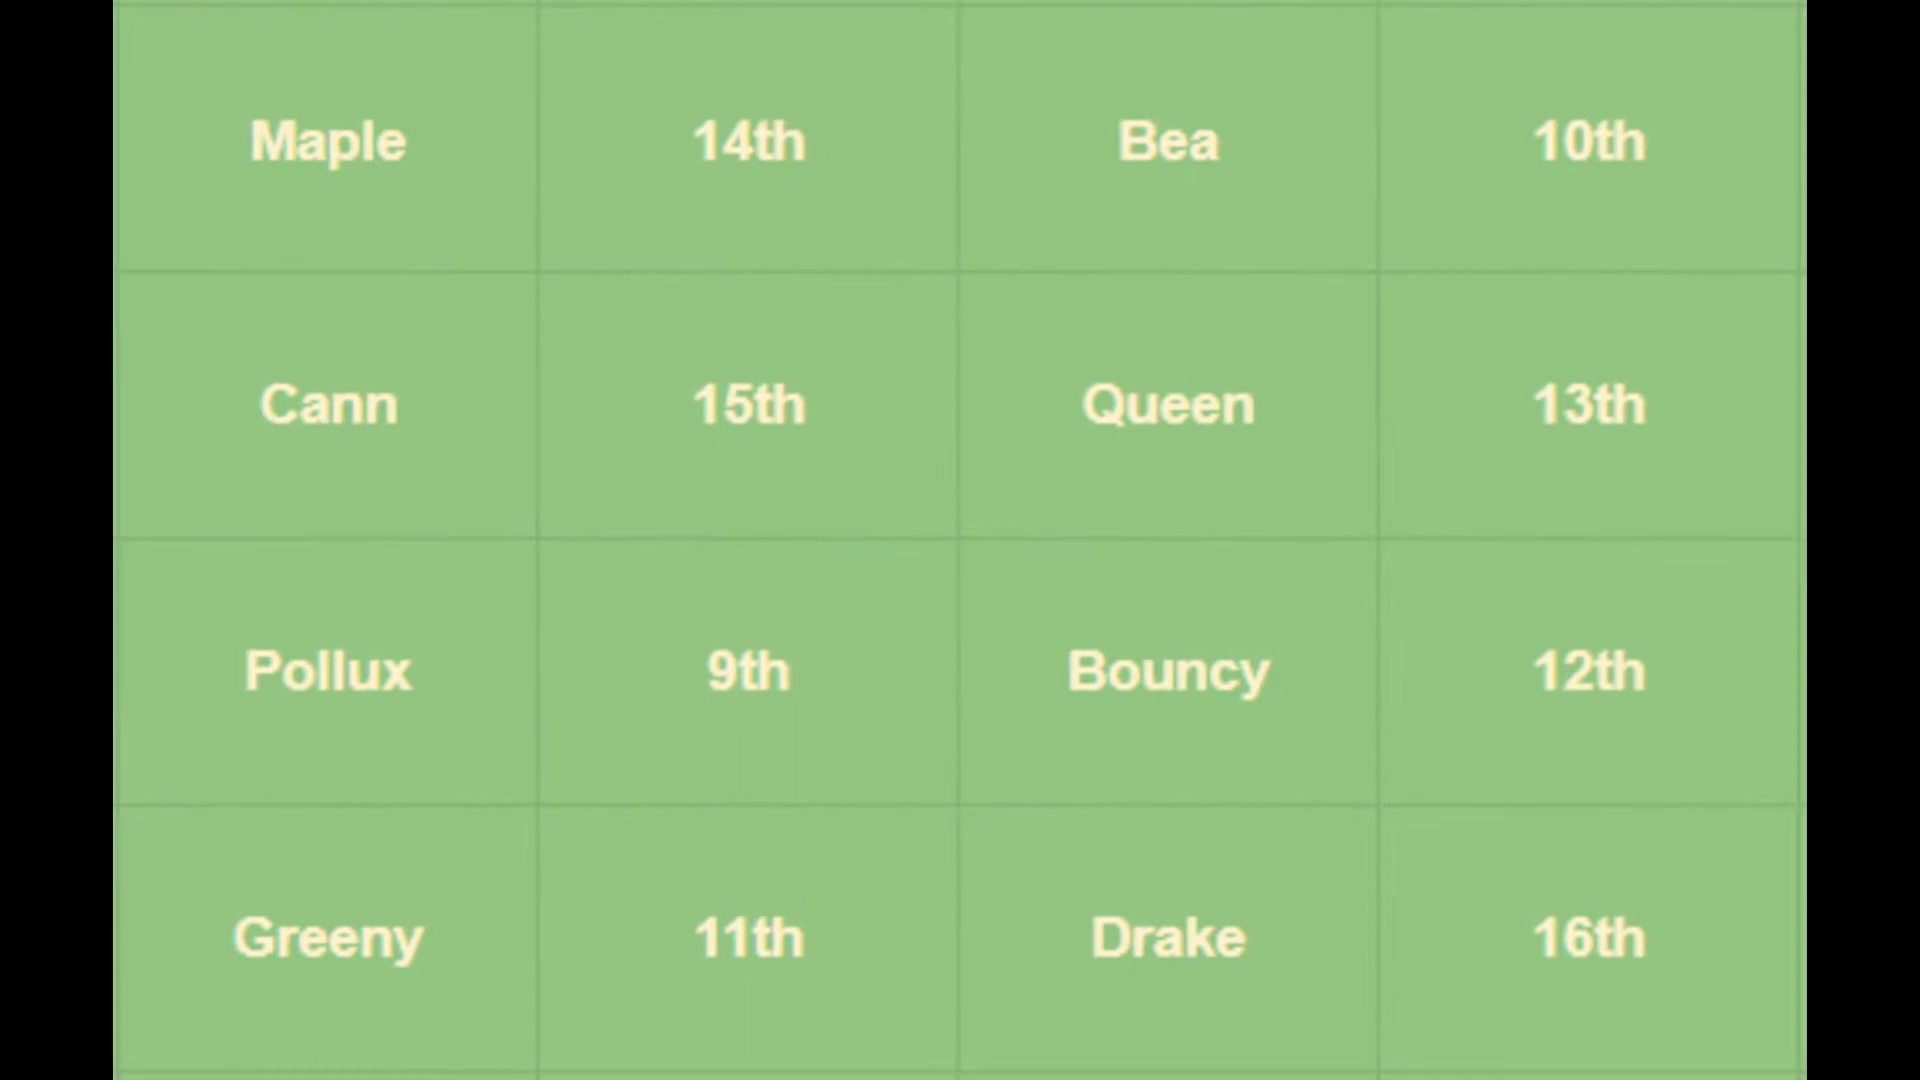 Maple 14th Bea 10th
Cann 15th Queen 13th
Pollux 9th Bouncy 12th
Greeny 11th Drake 16th